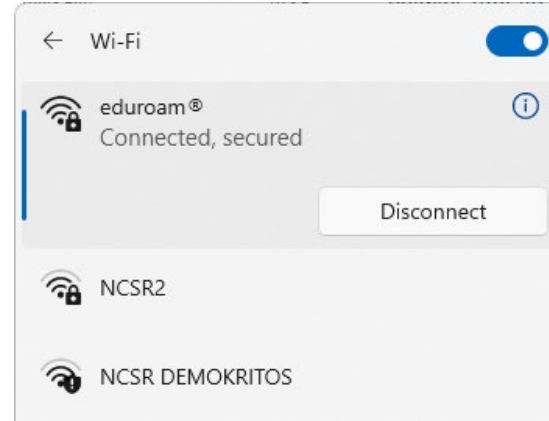 Wi-Fi
eduroam®
Connected, secured
Disconnect
NCSR2
NCSR DEMOKRITOS